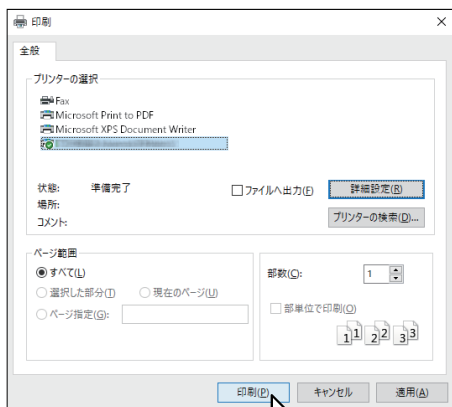 印刷
全般
プリンターの選択
Fax
Microsoft Print to PDF
Microsoft XPS Document Writer
状態: 準備完了
場所:
コメント:
ファイルへ出力(F)
詳細設定(R)
プリンターの検索(D)...
ページ範囲
すべて(L)
選択した部分(T) 現在のページ(U)
ページ指定(G):
部数(C): 1
部単位で印刷(O)
1 1 2 2 3 3
印刷(P) キャンセル 適用(A)